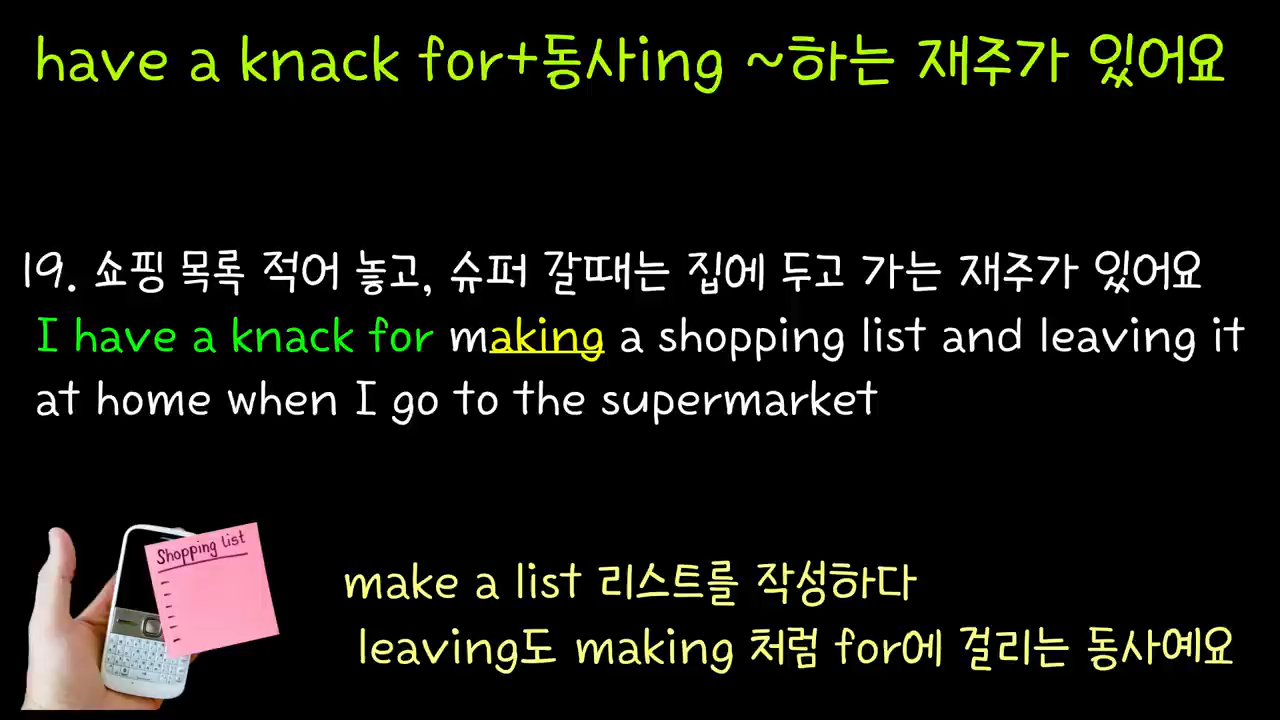 have a knack for+동사ing ~하는 재주가 있어요
19. 쇼핑 목록 적어 놓고, 슈퍼 갈때는 집에 두고 가는 재주가 있어요
I have a knack for making a shopping list and leaving it
at home when I go to the supermarket
Shopping list
make a list 리스트를 작성하다
leaving도 making 처럼 for에 걸리는 동사예요